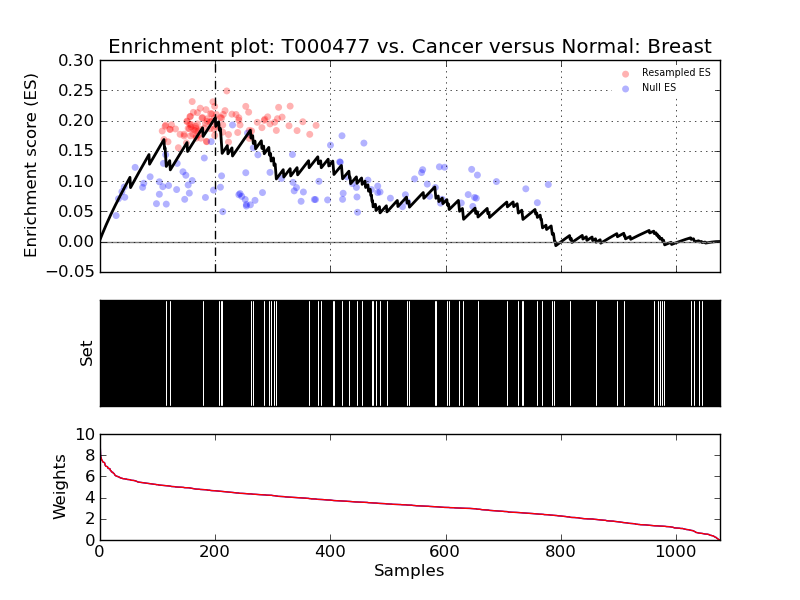 Enrichment plot: T000477 vs. Cancer versus Normal: Breast
Enrichment score (ES)
0.30
0.25
0.20
0.15
0.10
0.05
0.00
−0.05
Resampled ES
Null ES
Set
Weights
10
8
6
4
2
0
0 200 400 600 800 1000
Samples